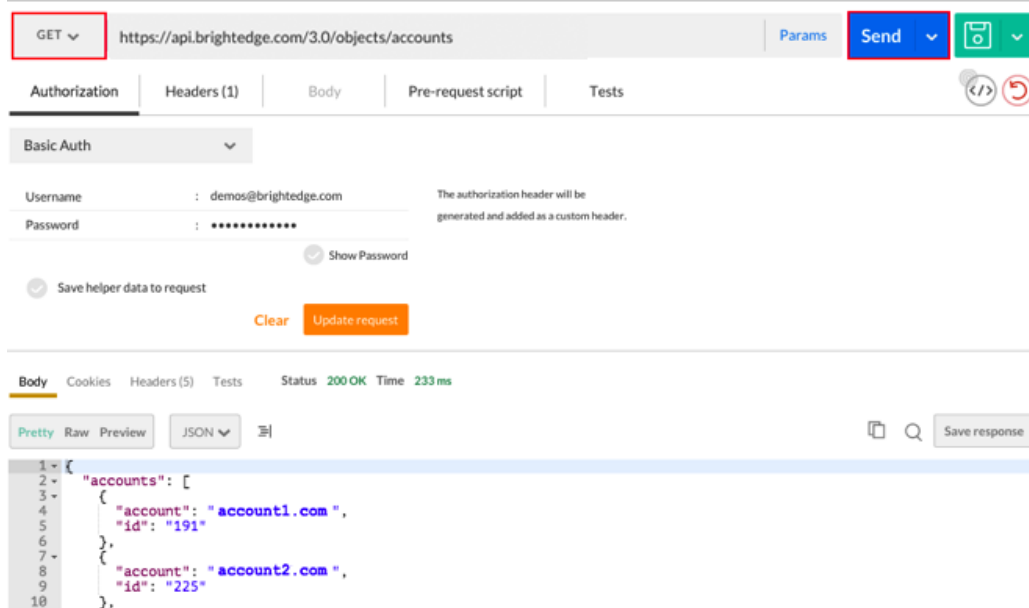 GET https://api.brightedge.com/3.0/objects/accounts Params Send
Authorization Headers (1) Body Pre-request script Tests </>
Basic Auth
Username : demos@brightedge.com The authorization header will be
Password : •••••••••••• generated and added as a custom header.
Show Password
Save helper data to request
Clear Update request
Body Cookies Headers (5) Tests Status 200 OK Time 233 ms
Pretty Raw Preview JSON Save response
1 {
2 "accounts": [
3 {
4 "account": "account1.com",
5 "id": "191"
6 },
7 {
8 "account": "account2.com",
9 "id": "225"
10 },